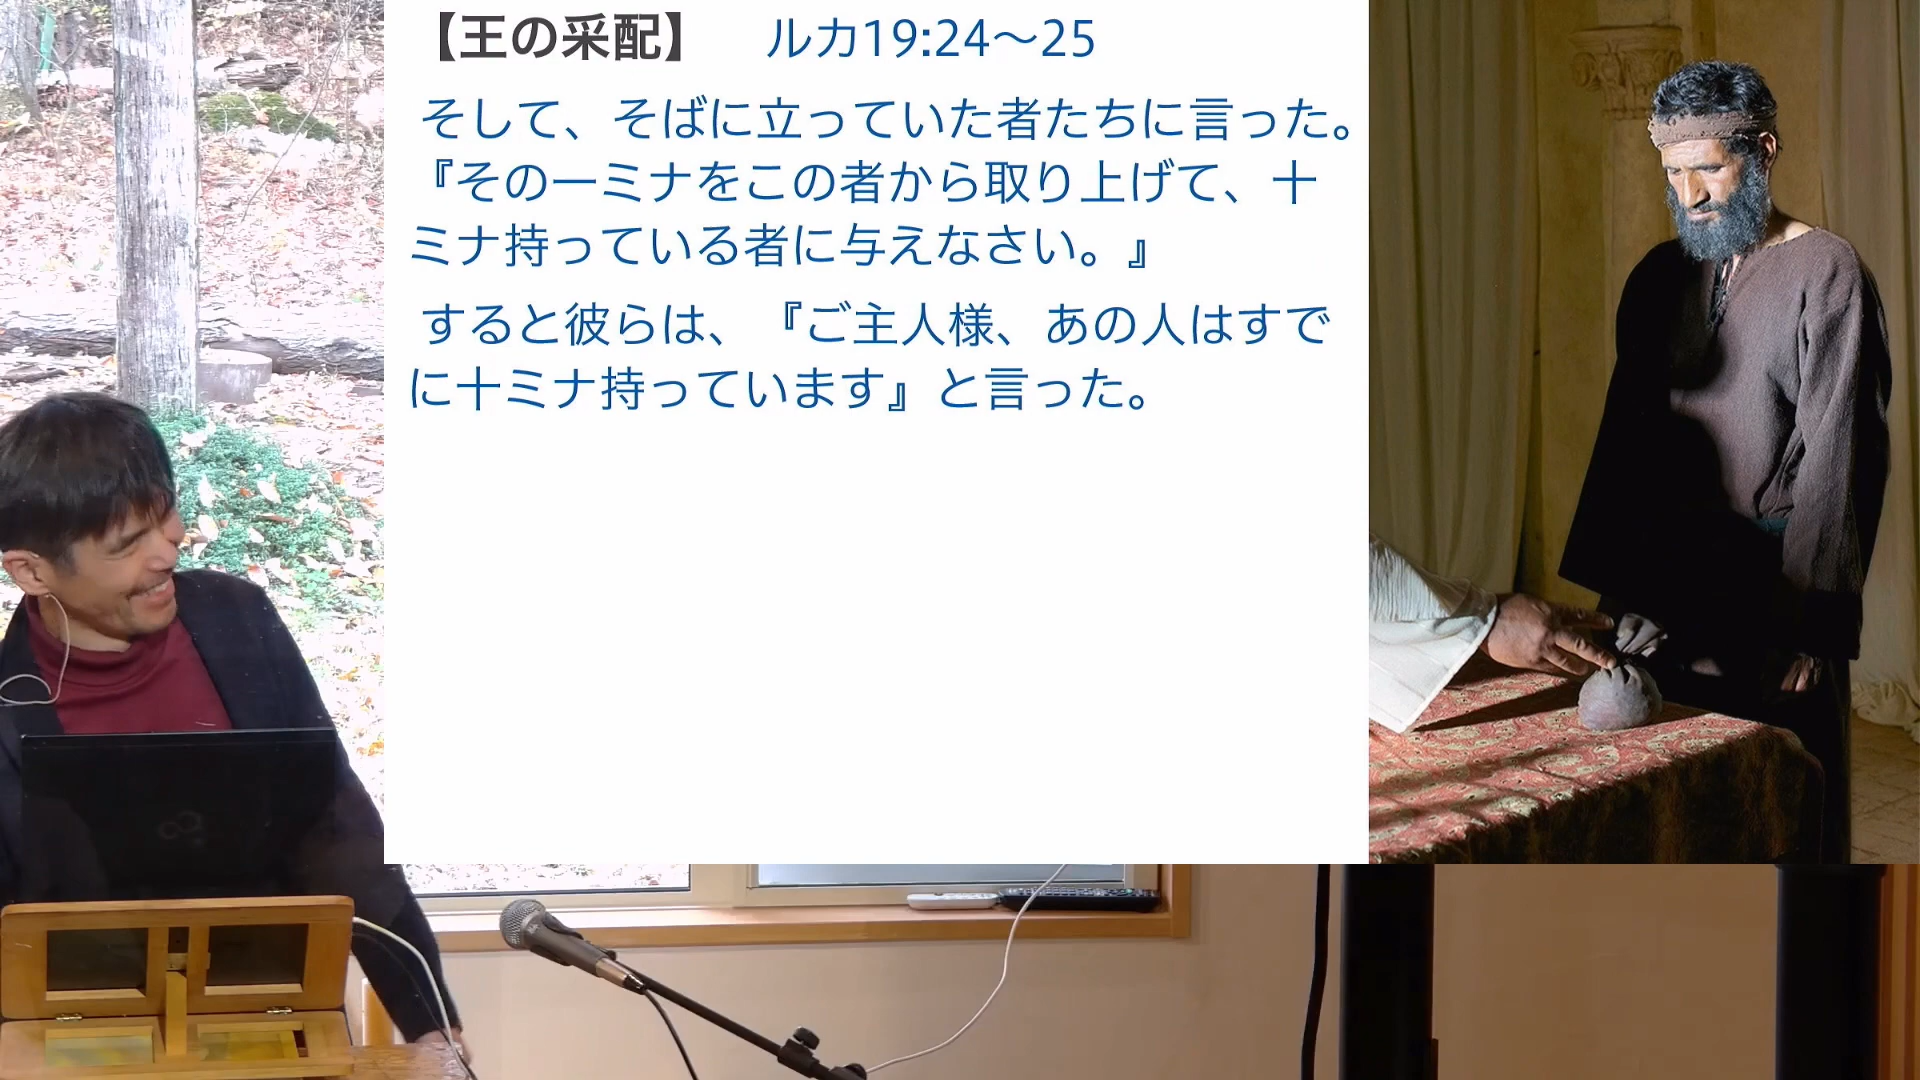 【王の采配】 ルカ19:24～25
そして、そばに立っていた者たちに言った。
『その一ミナをこの者から取り上げて、十
ミナ持っている者に与えなさい。』
すると彼らは、『ご主人様、あの人はすで
に十ミナ持っています』と言った。